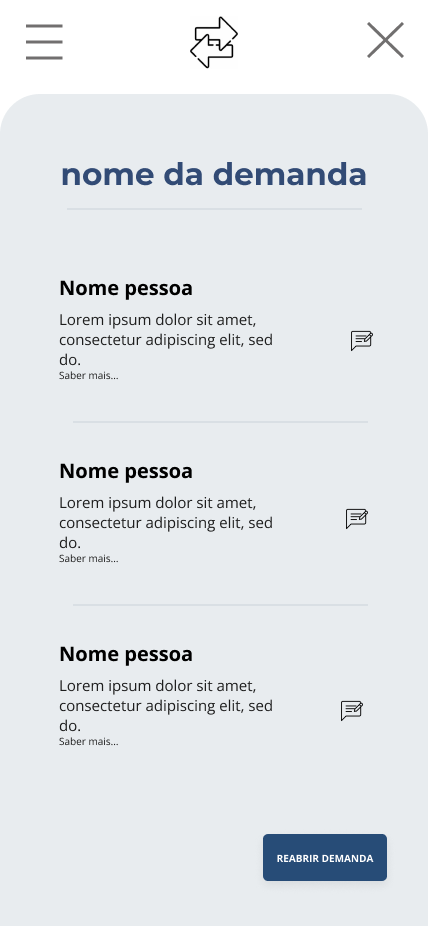 nome da demanda
Nome pessoa
Lorem ipsum dolor sit amet,
consectetur adipiscing elit, sed
do.
Saber mais...
Nome pessoa
Lorem ipsum dolor sit amet,
consectetur adipiscing elit, sed
do.
Saber mais...
Nome pessoa
Lorem ipsum dolor sit amet,
consectetur adipiscing elit, sed
do.
Saber mais...
REABRIR DEMANDA